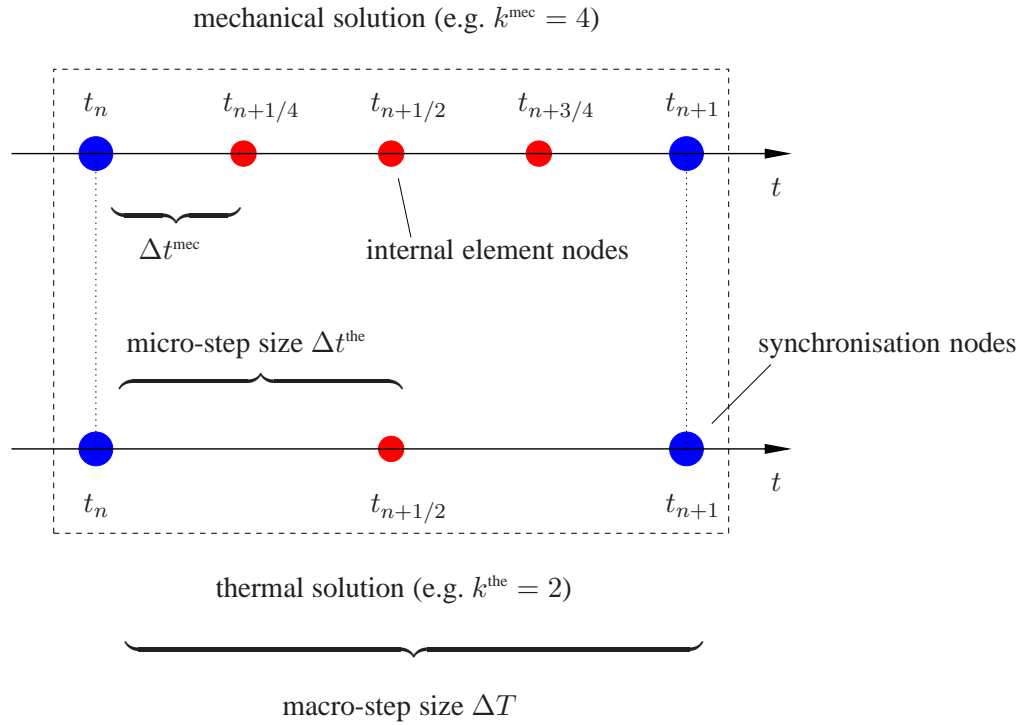 mechanical solution (e.g. k^mec = 4)
t_n t_{n+1/4} t_{n+1/2} t_{n+3/4} t_{n+1}
t
Δt^mec internal element nodes
micro-step size Δt^the synchronisation nodes
t
t_n t_{n+1/2} t_{n+1}
thermal solution (e.g. k^the = 2)
macro-step size ΔT